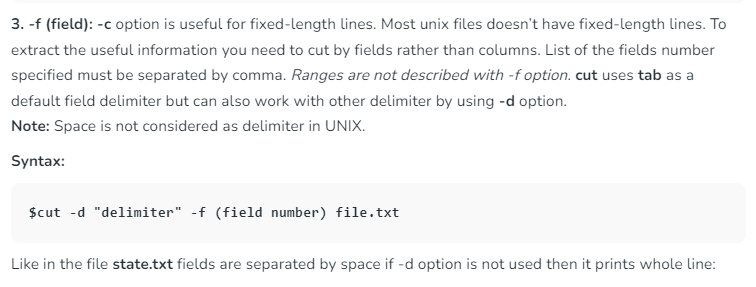 3. -f (field): -c option is useful for fixed-length lines. Most unix files doesn’t have fixed-length lines. To
extract the useful information you need to cut by fields rather than columns. List of the fields number
specified must be separated by comma. Ranges are not described with -f option. cut uses tab as a
default field delimiter but can also work with other delimiter by using -d option.
Note: Space is not considered as delimiter in UNIX.
Syntax:
$cut -d "delimiter" -f (field number) file.txt
Like in the file state.txt fields are separated by space if -d option is not used then it prints whole line: